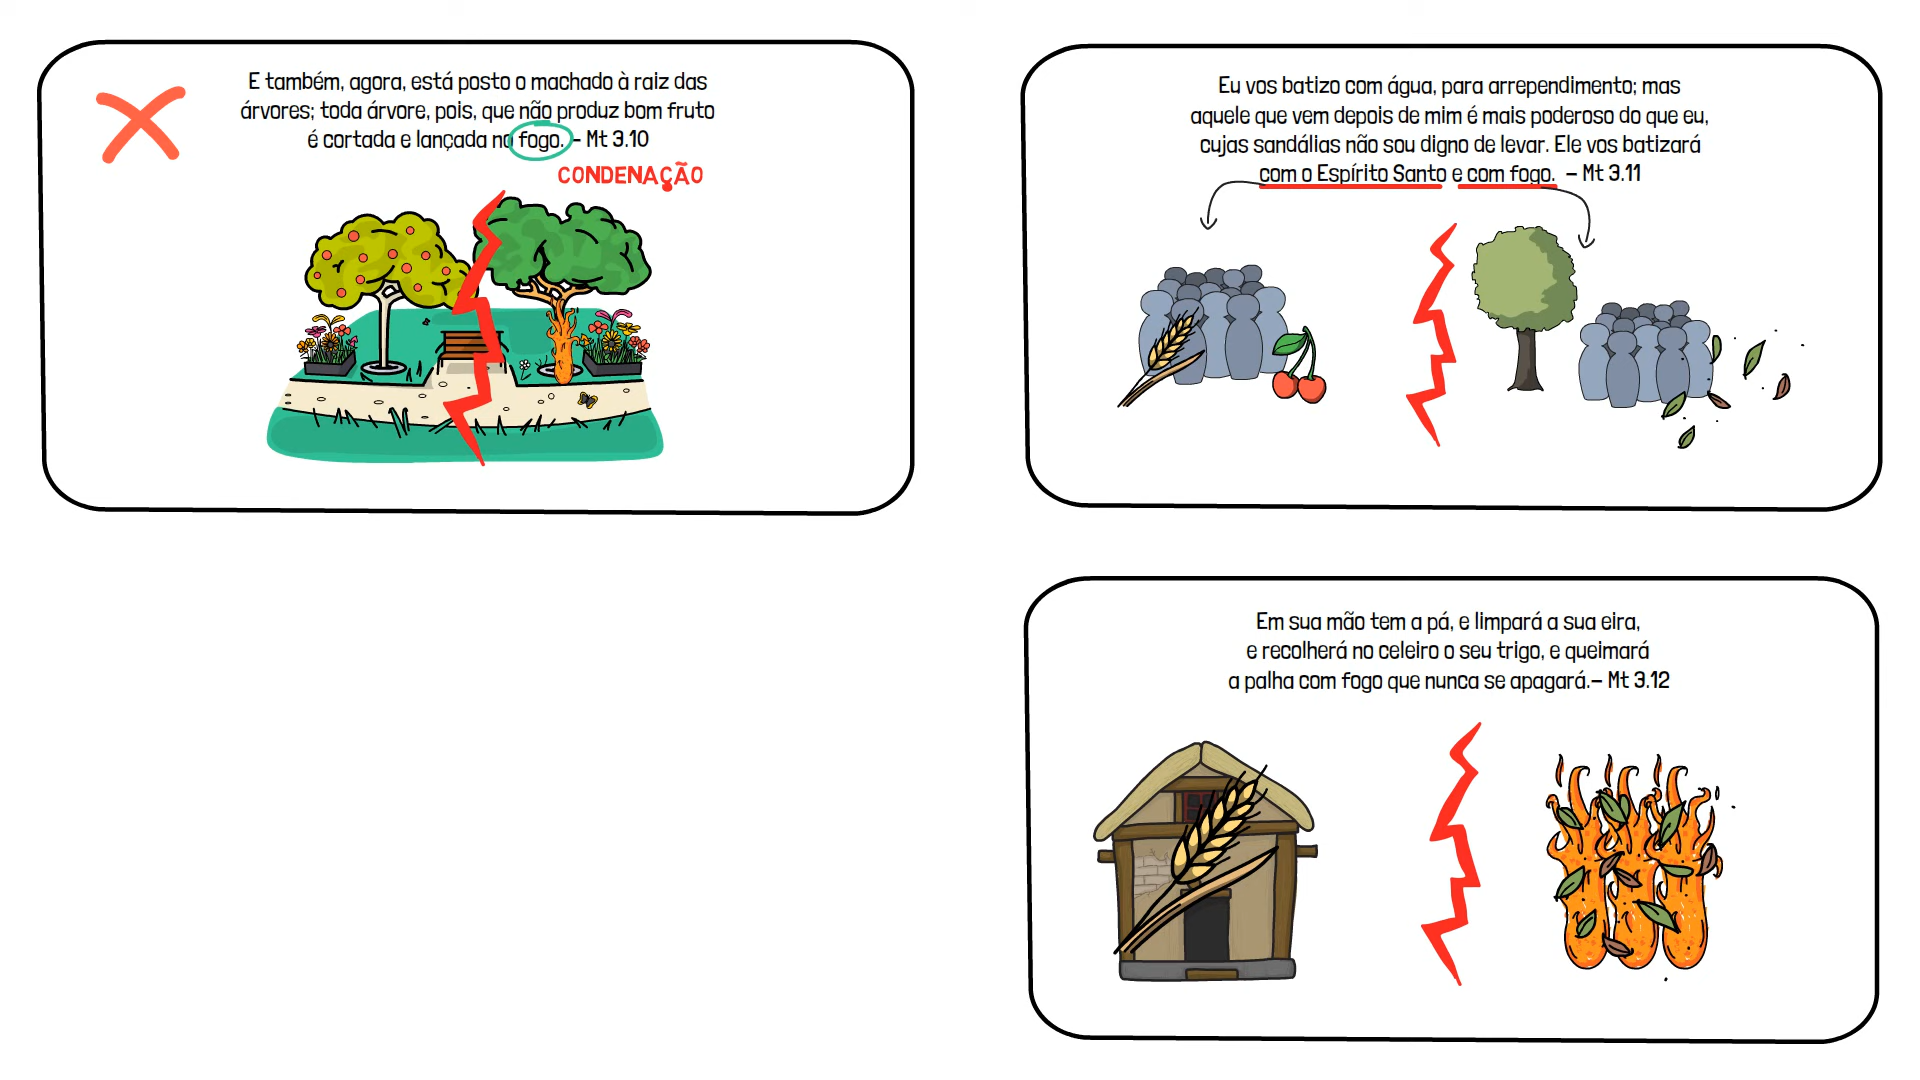 E também, agora, está posto o machado à raiz das
árvores; toda árvore, pois, que não produz bom fruto
é cortada e lançada no fogo. – Mt 3.10
CONDENAÇÃO
Eu vos batizo com água, para arrependimento; mas
aquele que vem depois de mim é mais poderoso do que eu,
cujas sandálias não sou digno de levar. Ele vos batizará
com o Espírito Santo e com fogo. – Mt 3.11
Em sua mão tem a pá, e limpará a sua eira,
e recolherá no celeiro o seu trigo, e queimará
a palha com fogo que nunca se apagará.– Mt 3.12